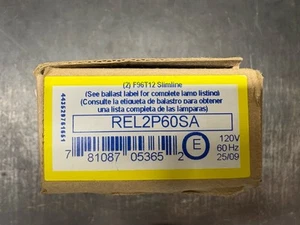 (2) F96T12 Slimline
(See ballast label for complete lamp listing)
(Consulte la etiqueta de balastro para obtener
una lista completa de las lamparas)
REL2P60SA
7 81087 05365 2
E
120V
60 Hz
25/09